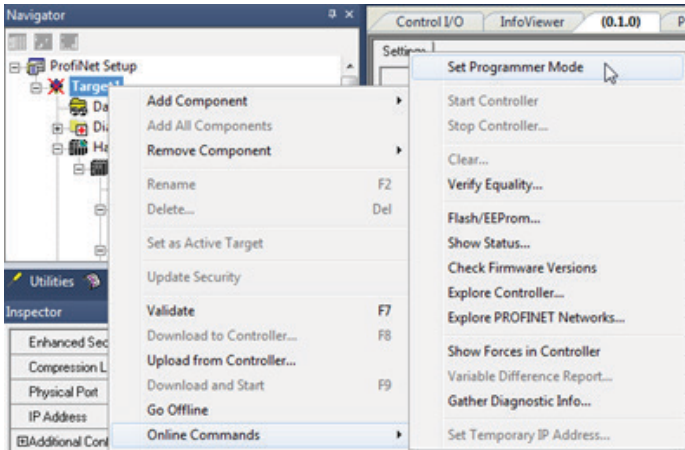 Navigator
Control I/O
InfoViewer
(0.1.0)
P
Settings
ProfiNet Setup
Target1
Da
Dia
Ha
Utilities
Inspector
Enhanced Sec
Compression L
Physical Port
IP Address
Additional Conf
Add Component
Add All Components
Remove Component
Rename F2
Delete... Del
Set as Active Target
Update Security
Validate F7
Download to Controller... F8
Upload from Controller...
Download and Start F9
Go Offline
Online Commands
Set Programmer Mode
Start Controller
Stop Controller...
Clear...
Verify Equality...
Flash/EEProm...
Show Status...
Check Firmware Versions
Explore Controller...
Explore PROFINET Networks...
Show Forces in Controller
Variable Difference Report...
Gather Diagnostic Info...
Set Temporary IP Address...